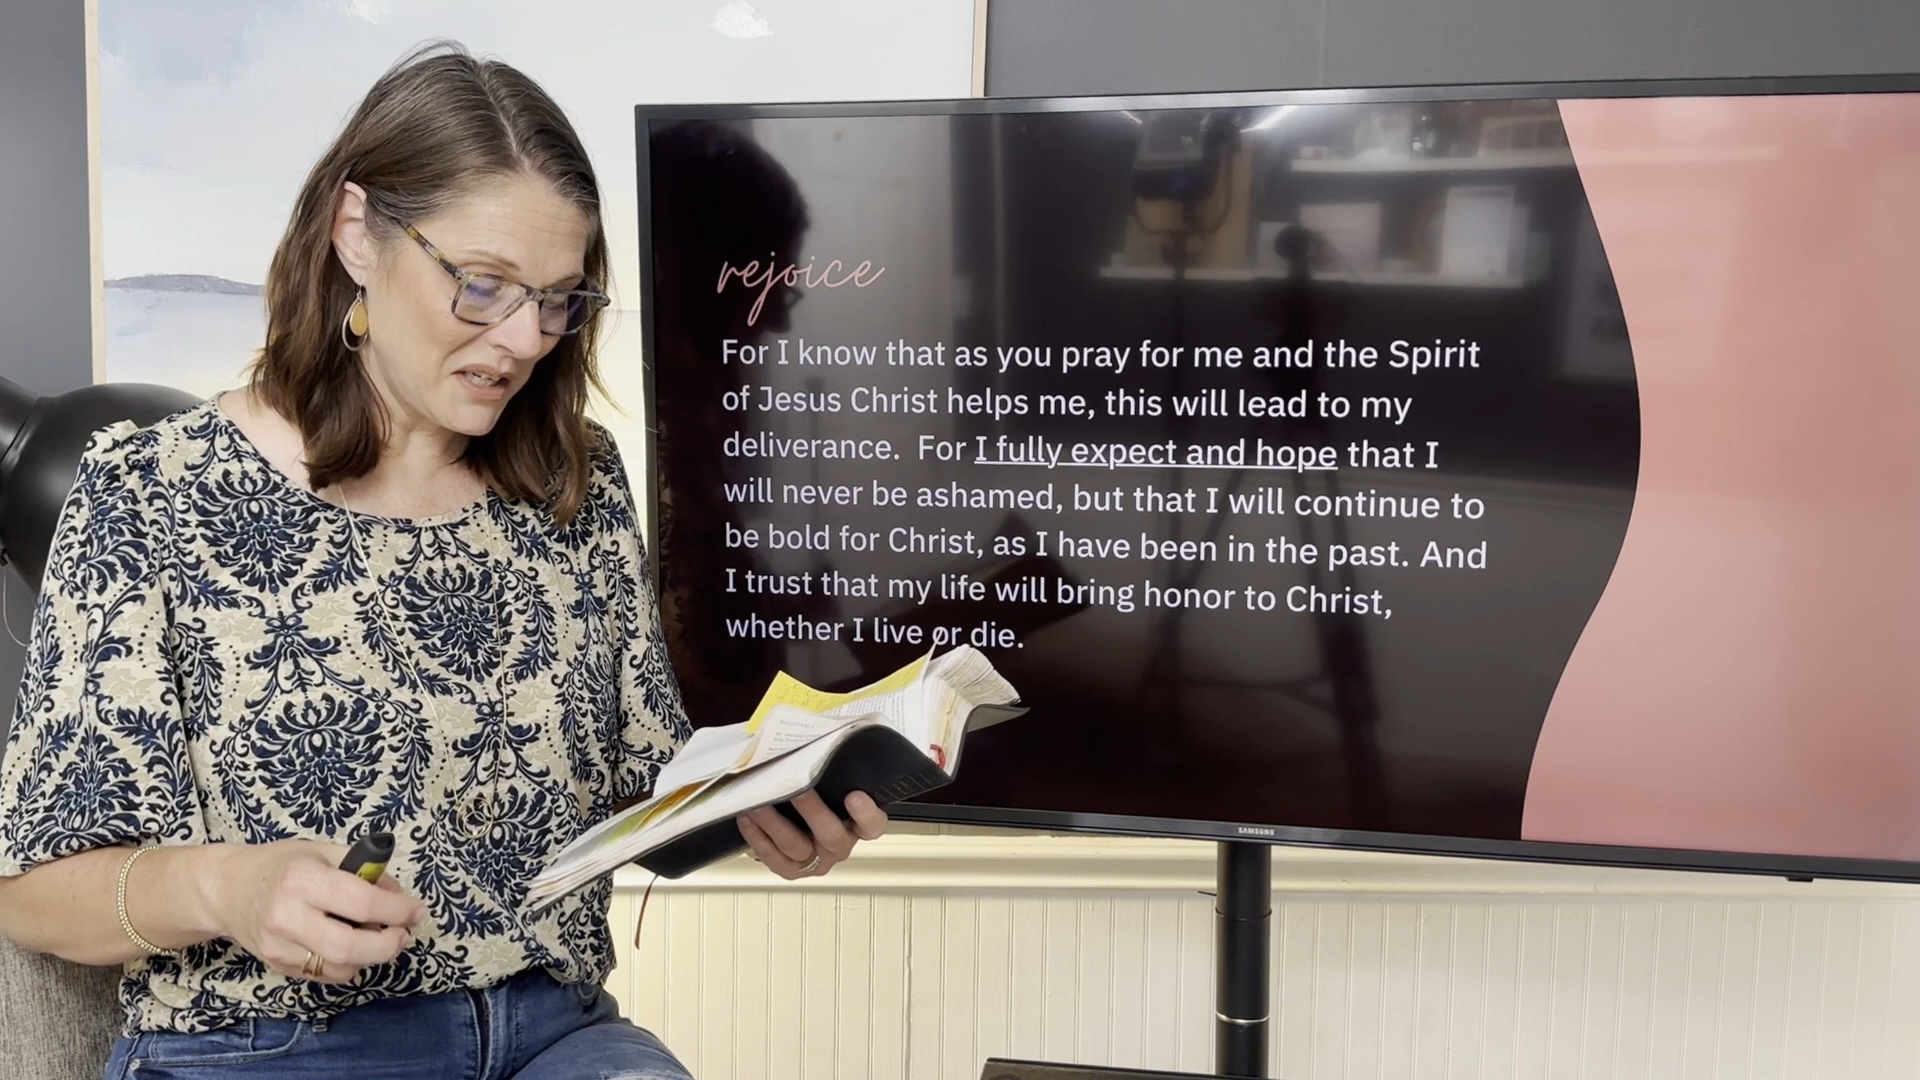 rejoice
For I know that as you pray for me and the Spirit
of Jesus Christ helps me, this will lead to my
deliverance.  For I fully expect and hope that I
will never be ashamed, but that I will continue to
be bold for Christ, as I have been in the past. And
I trust that my life will bring honor to Christ,
whether I live or die.
SAMSUNG